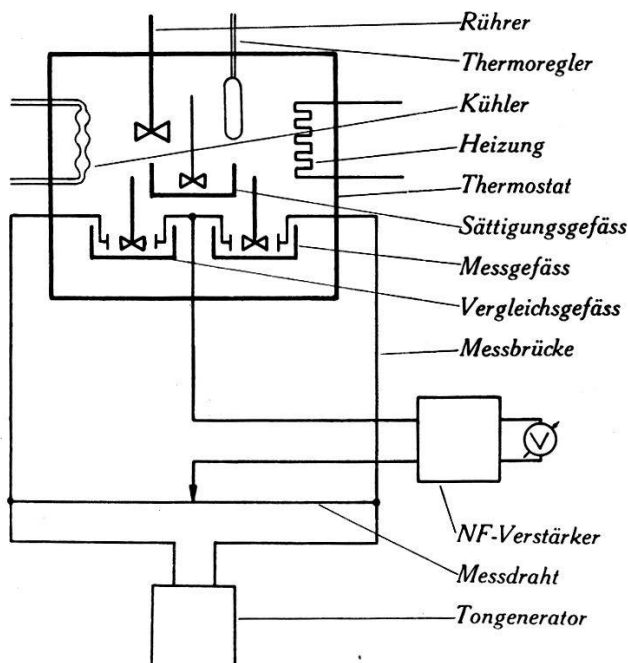 Rührer
Thermoregler
Kühler
Heizung
Thermostat
Sättigungsgefäss
Messgefäss
Vergleichsgefäss
Messbrücke
V
NF-Verstärker
Messdraht
Tongenerator